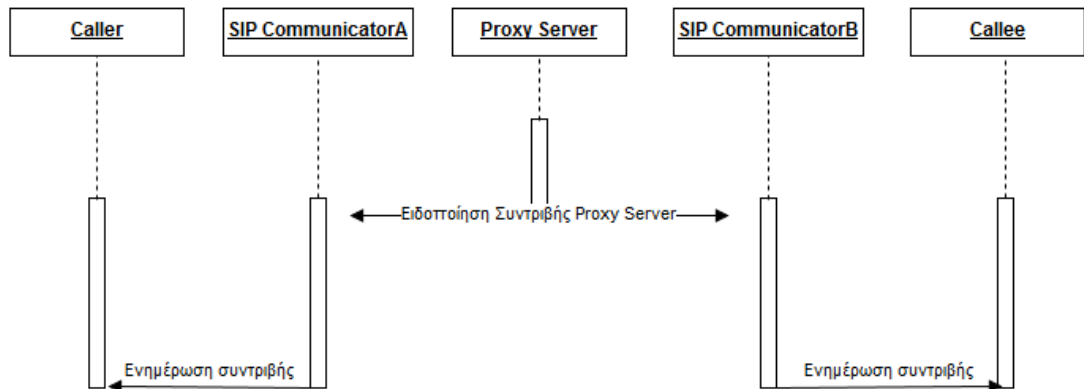 Caller
SIP CommunicatorA
Proxy Server
SIP CommunicatorB
Callee
Ειδοποίηση Συντριβής Proxy Server
Ενημέρωση συντριβής
Ενημέρωση συντριβής